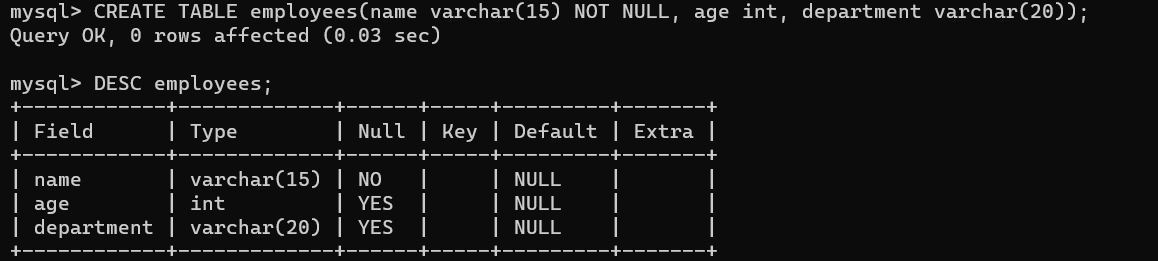 mysql> CREATE TABLE employees(name varchar(15) NOT NULL, age int, department varchar(20));
Query OK, 0 rows affected (0.03 sec)

mysql> DESC employees;
+------------+-------------+------+-----+---------+-------+
| Field      | Type        | Null | Key | Default | Extra |
+------------+-------------+------+-----+---------+-------+
| name       | varchar(15) | NO   |     | NULL    |       |
| age        | int         | YES  |     | NULL    |       |
| department | varchar(20) | YES  |     | NULL    |       |
+------------+-------------+------+-----+---------+-------+